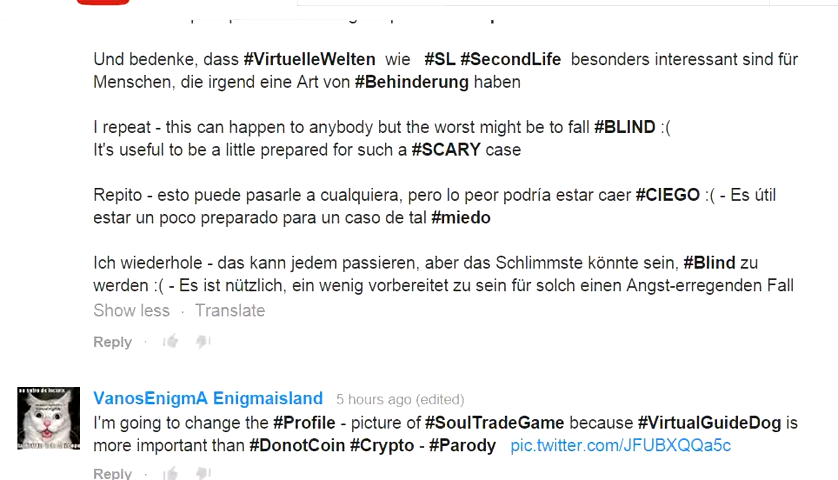 Und bedenke, dass #VirtuelleWelten wie #SL #SecondLife besonders interessant sind für
Menschen, die irgend eine Art von #Behinderung haben
I repeat - this can happen to anybody but the worst might be to fall #BLIND :(
It's useful to be a little prepared for such a #SCARY case
Repito - esto puede pasarle a cualquiera, pero lo peor podría estar caer #CIEGO :( - Es útil
estar un poco preparado para un caso de tal #miedo
Ich wiederhole - das kann jedem passieren, aber das Schlimmste könnte sein, #Blind zu
werden :( - Es ist nützlich, ein wenig vorbereitet zu sein für solch einen Angst-erregenden Fall
Show less · Translate
Reply ·
VanosEnigmA Enigmaisland 5 hours ago (edited)
I'm going to change the #Profile - picture of #SoulTradeGame because #VirtualGuideDog is
more important than #DonotCoin #Crypto - #Parody pic.twitter.com/JFUBXQQa5c
Reply ·